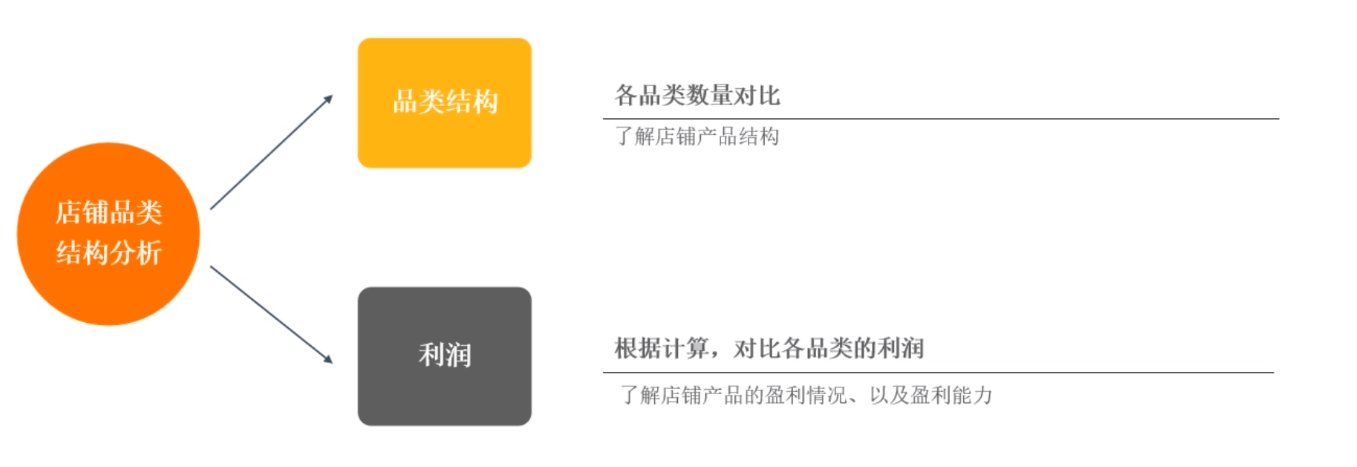 店铺品类
结构分析
品类结构
各品类数量对比
了解店铺产品结构
利润
根据计算，对比各品类的利润
了解店铺产品的盈利情况、以及盈利能力